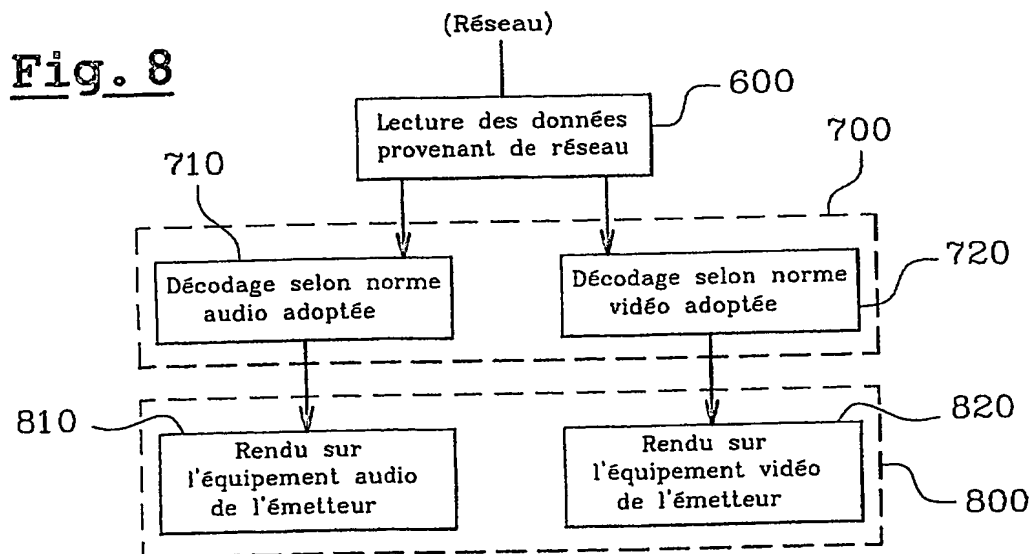 Fig. 8
(Réseau)
600
Lecture des données
provenant de réseau
700
710
720
Décodage selon norme
audio adoptée
Décodage selon norme
vidéo adoptée
810
820
Rendu sur
l'équipement audio
de l'émetteur
Rendu sur
l'équipement vidéo
de l'émetteur
800